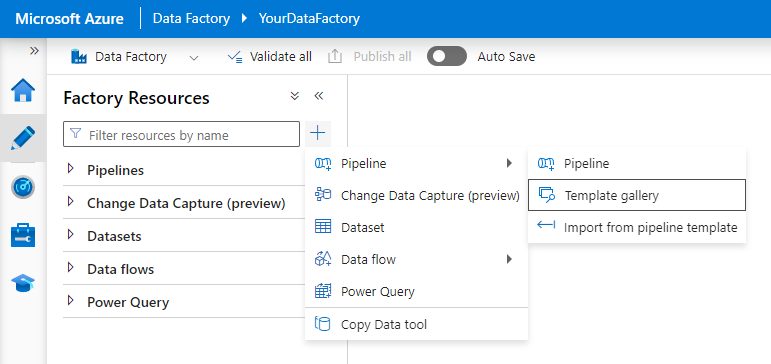 Microsoft Azure Data Factory YourDataFactory
Data Factory Validate all Publish all Auto Save
Factory Resources
Filter resources by name
Pipelines
Change Data Capture (preview)
Datasets
Data flows
Power Query
Pipeline
Change Data Capture (preview)
Dataset
Data flow
Power Query
Copy Data tool
Pipeline
Template gallery
Import from pipeline template